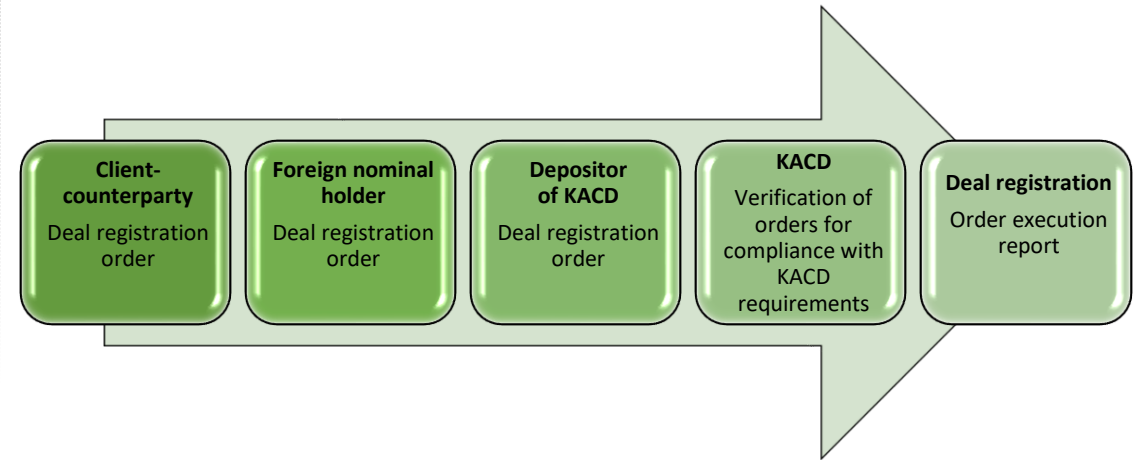 Client-
counterparty
Deal registration
order
Foreign nominal
holder
Deal registration
order
Depositor
of KACD
Deal registration
order
KACD
Verification of
orders for
compliance with
KACD
requirements
Deal registration
Order execution
report